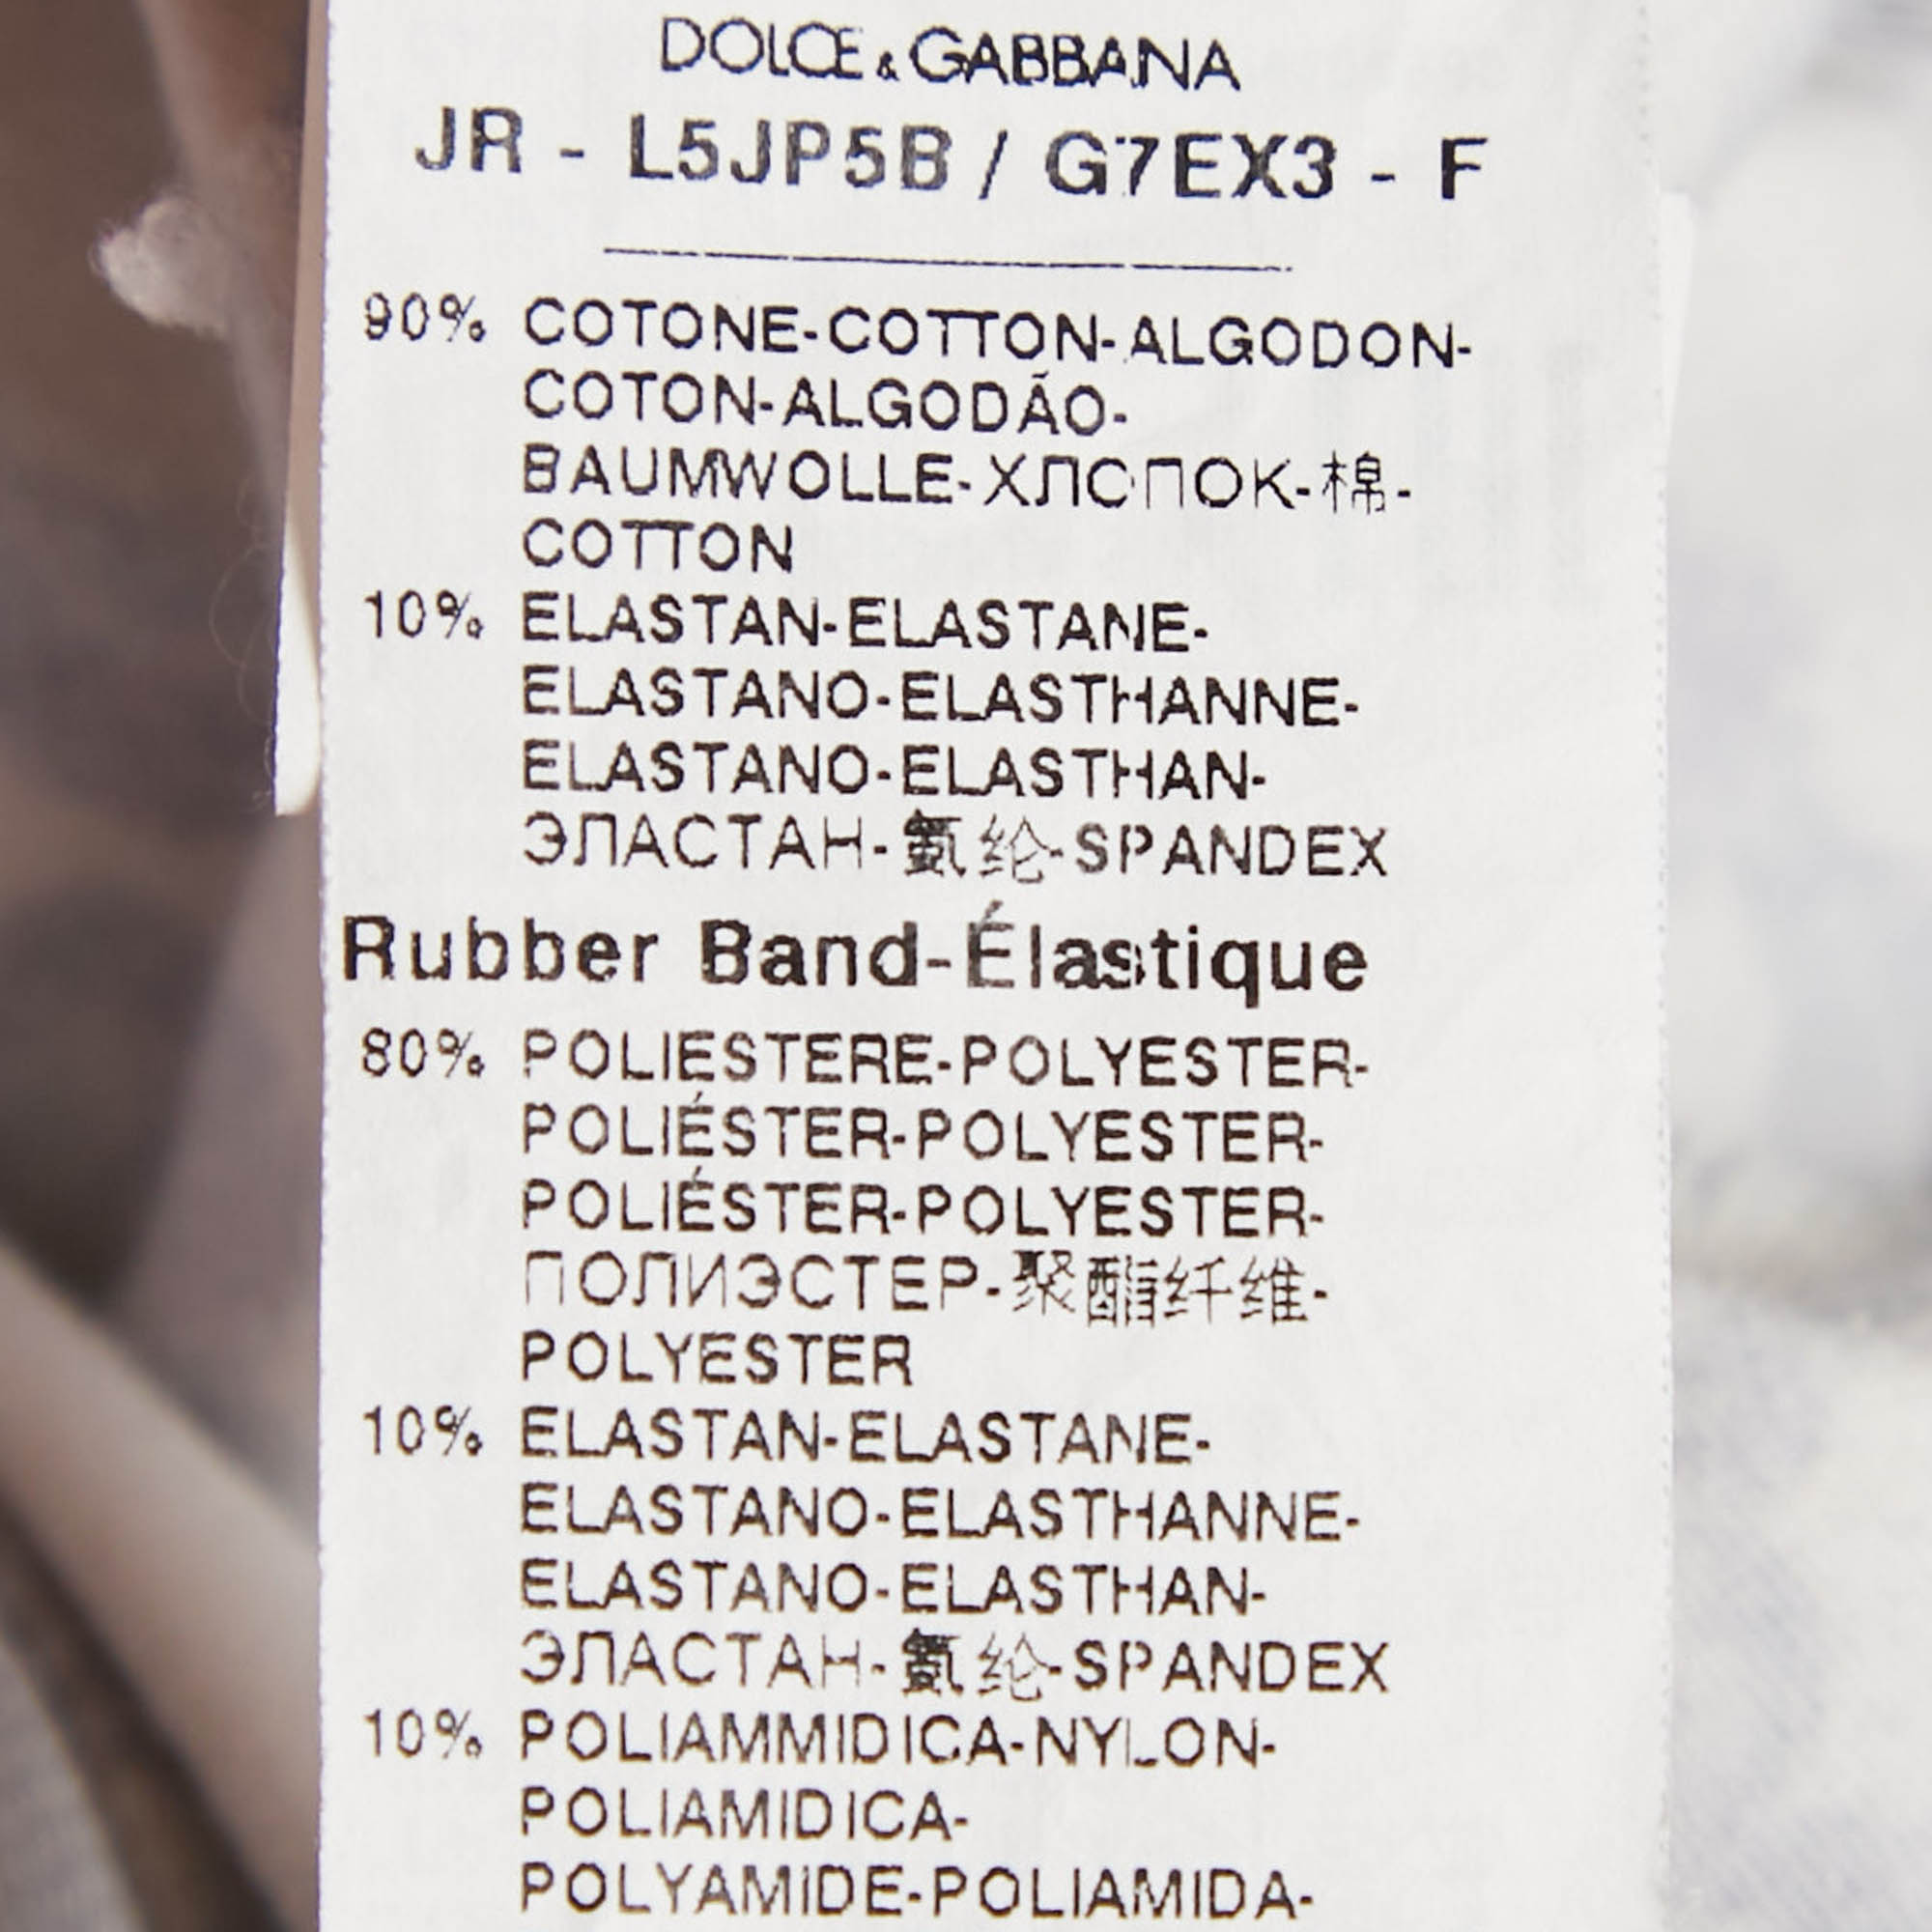 DOLCE & GABBANA
JR - L5JP5B / G7EX3 - F
90% COTONE-COTTON-ALGODON-
COTON-ALGODÃO-
BAUMWOLLE-ХЛОПОК-棉-
COTTON
10% ELASTAN-ELASTANE-
ELASTANO-ELASTHANNE-
ELASTANO-ELASTHAN-
ЭЛАСТАН-氨纶-SPANDEX
Rubber Band-Élastique
80% POLIESTERE-POLYESTER-
POLIÉSTER-POLYESTER-
POLIÉSTER-POLYESTER-
ПОЛИЭСТЕР-聚酯纤维-
POLYESTER
10% ELASTAN-ELASTANE-
ELASTANO-ELASTHANNE-
ELASTANO-ELASTHAN-
ЭЛАСТАН-氨纶-SPANDEX
10% POLIAMMIDICA-NYLON-
POLIAMIDICA-
POLYAMIDE-POLIAMIDA-